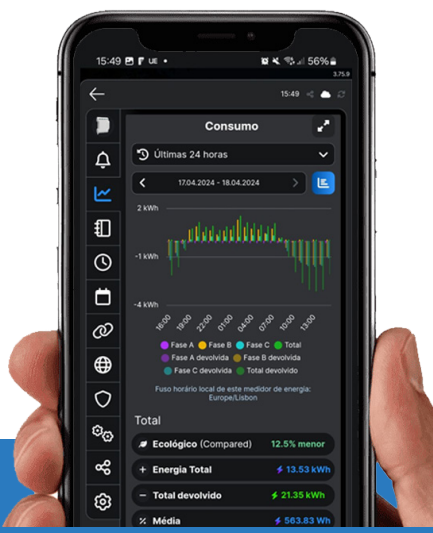 15:49 UE • 56%
3.75.9
15:49
Consumo
Últimas 24 horas
17.04.2024 - 18.04.2024
2 kWh
-1 kWh
-4 kWh
16:00 19:00 22:00 01:00 04:00 07:00 10:00 13:00
Fase A Fase B Fase C Total
Fase A devolvida Fase B devolvida
Fase C devolvida Total devolvido
Fuso horário local de este medidor de energia:
Europe/Lisbon
Total
Ecológico (Compared) 12.5% menor
+ Energia Total 13.53 kWh
− Total devolvido 21.35 kWh
% Média 563.83 Wh